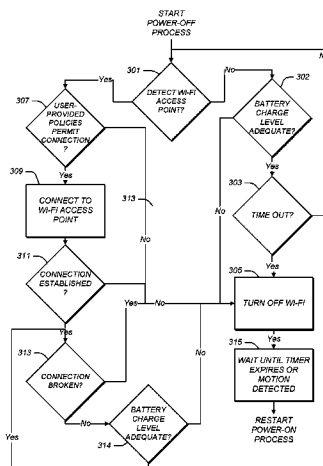 START
POWER-OFF
PROCESS
N
301
Yes
No
302
307
DETECT WI-FI
ACCESS
POINT?
USER-
PROVIDED
POLICIES
PERMIT
CONNECTION
?
BATTERY
CHARGE
LEVEL
ADEQUATE?
Yes
Yes
309
303
CONNECT TO
WI-FI ACCESS
POINT
313
TIME OUT?
No
No
311
Yes
305
CONNECTION
ESTABLISHED
?
TURN OFF WI-FI
Yes
No
Yes
Yes
313
315
CONNECTION
BROKEN?
WAIT UNTIL TIMER
EXPIRES OR
MOTION
DETECTED
No
BATTERY
CHARGE
LEVEL
ADEQUATE?
No
RESTART
POWER-ON
PROCESS
Yes
314